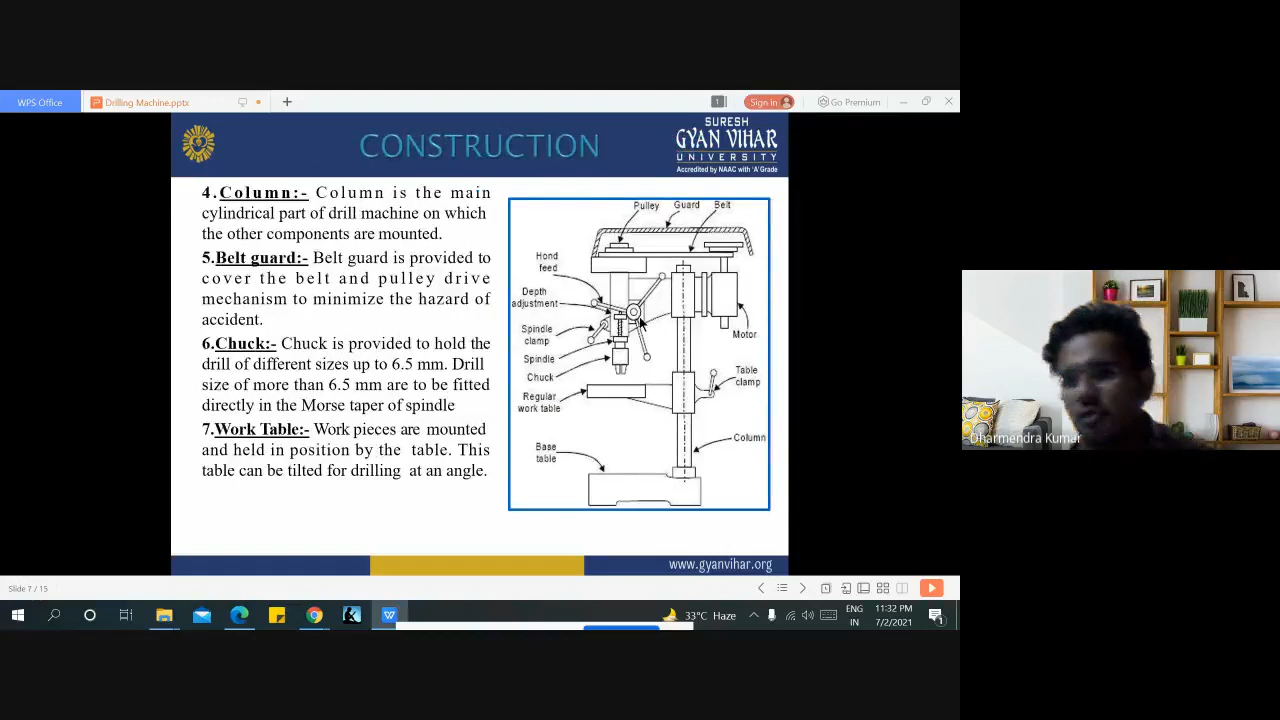 WPS Office
Drilling Machine.pptx
1
Sign in
Go Premium
CONSTRUCTION
SURESH
GYAN VIHAR
UNIVERSITY
Accredited by NAAC with 'A' Grade
4.Column:- Column is the main
cylindrical part of drill machine on which
the other components are mounted.
5.Belt guard:- Belt guard is provided to
cover the belt and pulley drive
mechanism to minimize the hazard of
accident.
6.Chuck:- Chuck is provided to hold the
drill of different sizes up to 6.5 mm. Drill
size of more than 6.5 mm are to be fitted
directly in the Morse taper of spindle
7.Work Table:- Work pieces are mounted
and held in position by the table. This
table can be tilted for drilling at an angle.
Pulley
Guard
Belt
Hond
feed
Depth
adjustment
Spindle
clamp
Spindle
Chuck
Regular
work table
Base
table
Motor
Table
clamp
Column
www.gyanvihar.org
Dharmendra Kumar
Slide 7 / 15
33°C Haze
ENG
IN
11:32 PM
7/2/2021
1